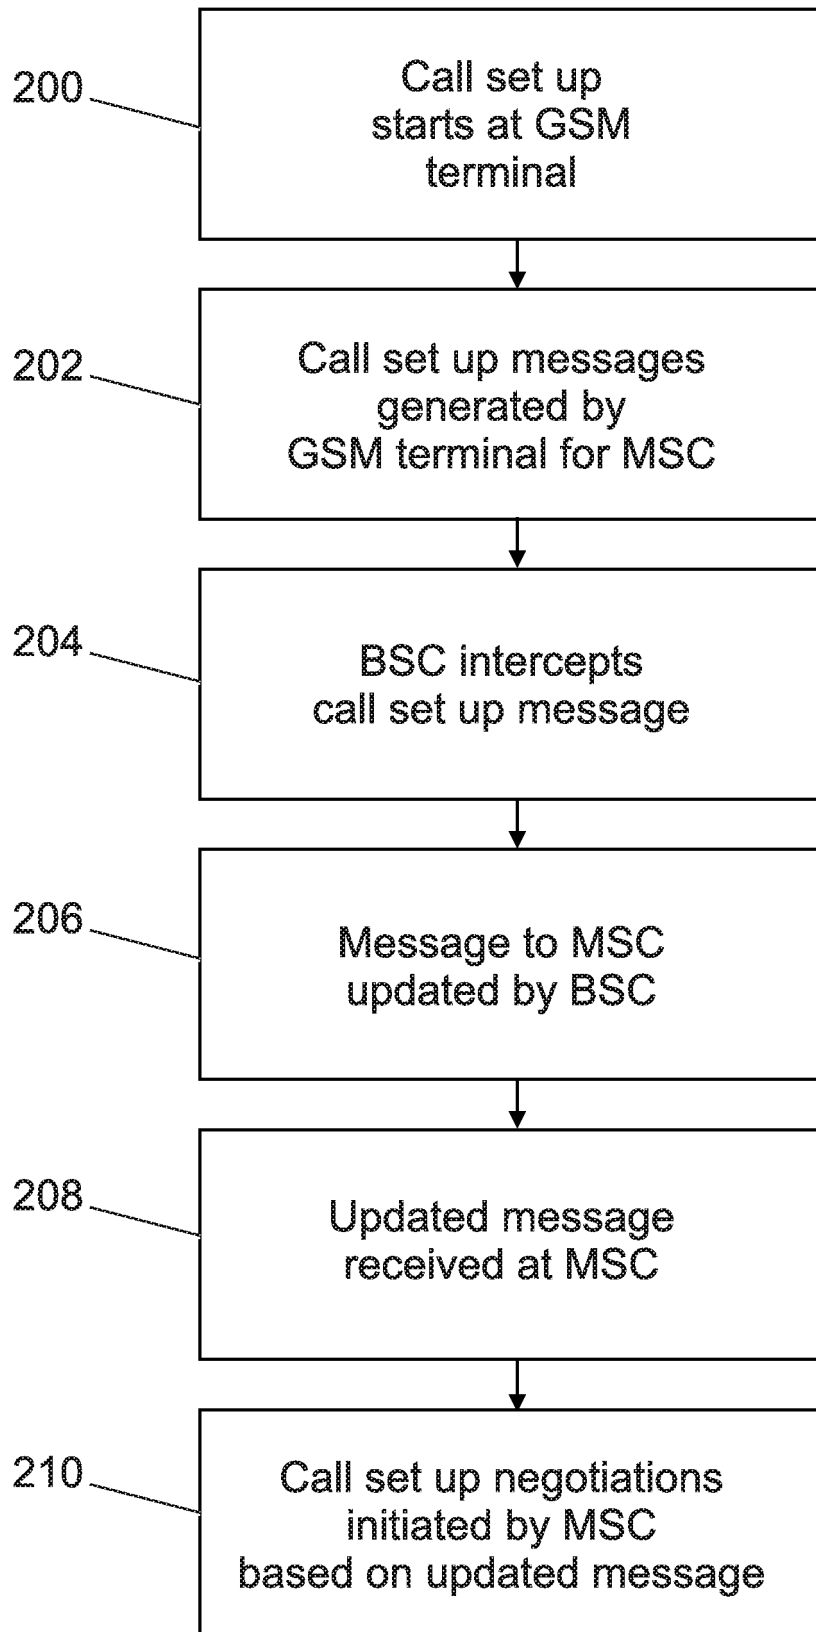 200
Call set up
starts at GSM
terminal
202
Call set up messages
generated by
GSM terminal for MSC
204
BSC intercepts
call set up message
206
Message to MSC
updated by BSC
208
Updated message
received at MSC
210
Call set up negotiations
initiated by MSC
based on updated message